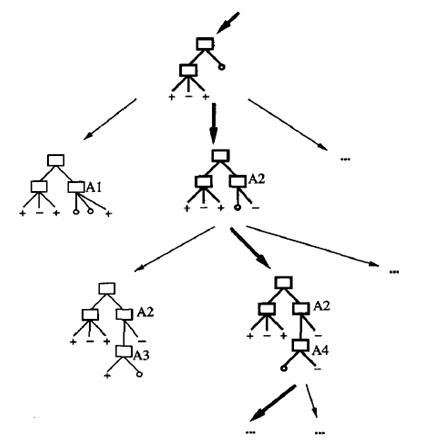 + - +
...
A1
A2
+ - +
+
+ - +
-
...
A2
A2
+ - +
-
+ - +
-
A3
A4
+
-
...
...